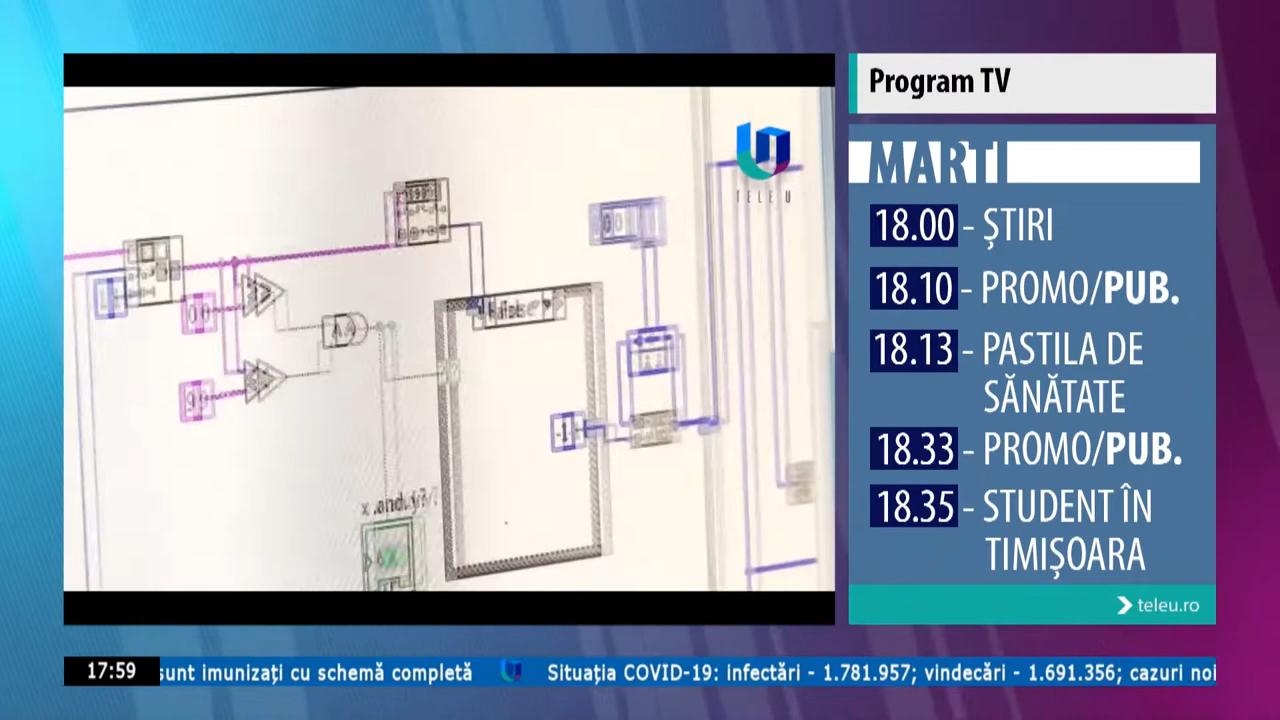 Program TV
MARTI
18.00 - ȘTIRI
18.10 - PROMO/PUB.
18.13 - PASTILA DE
SĂNĂTATE
18.33 - PROMO/PUB.
18.35 - STUDENT ÎN
TIMIȘOARA
teleu.ro
TELE U
17:59 sunt imunizați cu schemă completă Situația COVID-19: infectări - 1.781.957; vindecări - 1.691.356; cazuri noi